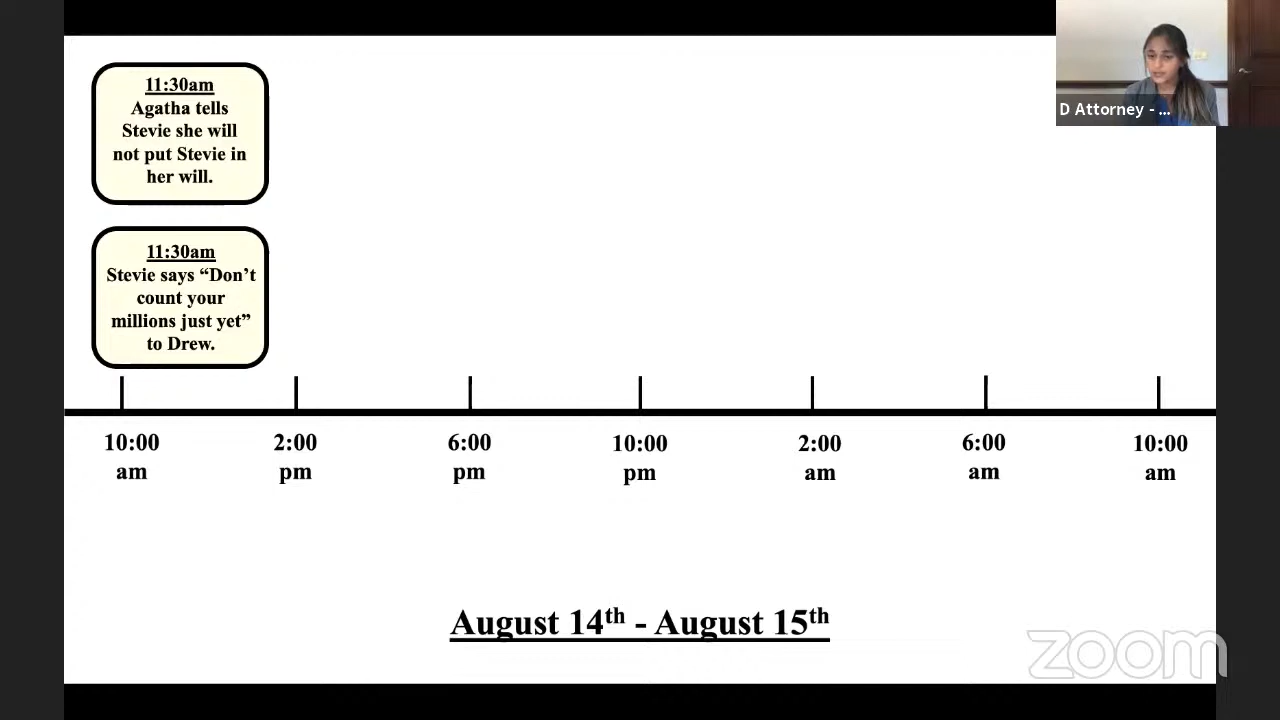 11:30am
Agatha tells
Stevie she will
not put Stevie in
her will.
11:30am
Stevie says “Don’t
count your
millions just yet”
to Drew.
D Attorney - ...
10:00
am
2:00
pm
6:00
pm
10:00
pm
2:00
am
6:00
am
10:00
am
August 14th - August 15th
zoom